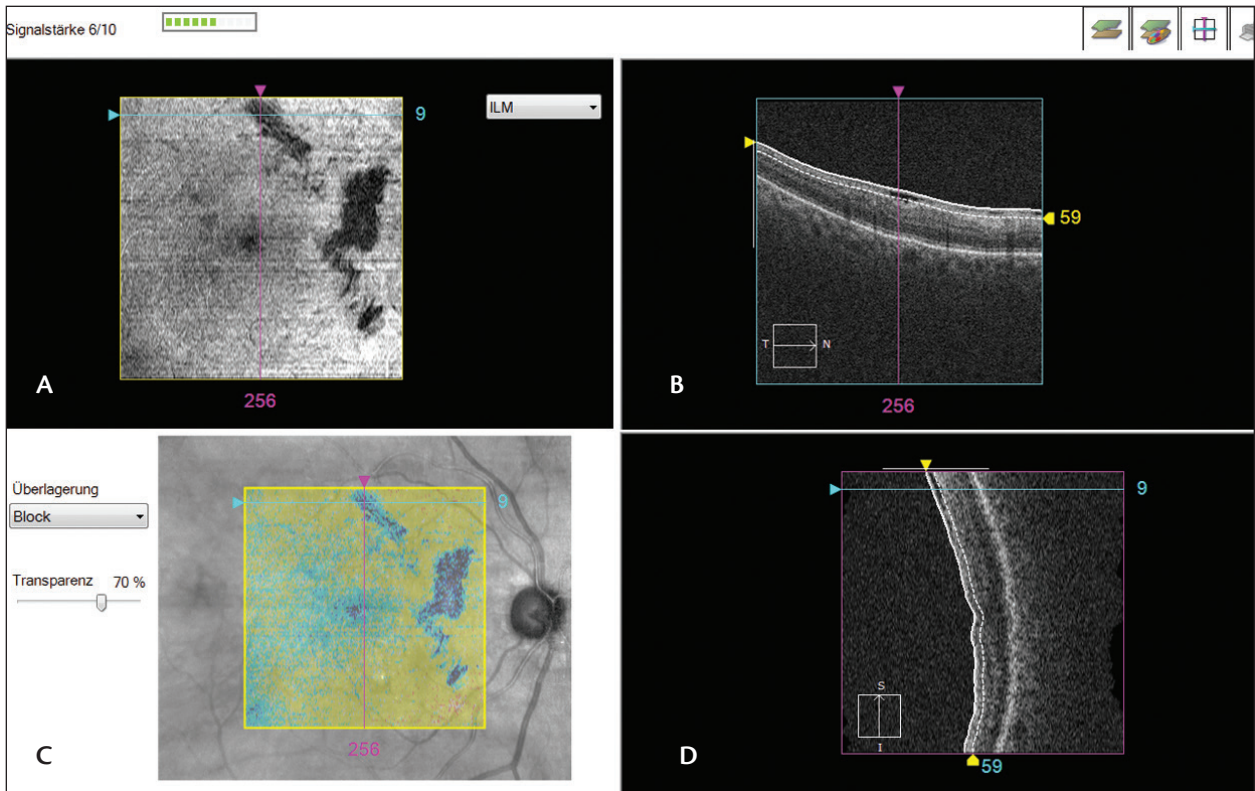 Signalstärke 6/10
9
ILM
256
A
59
T
N
256
B
Überlagerung
Block
Transparenz 70 %
9
256
C
9
S
I
59
D